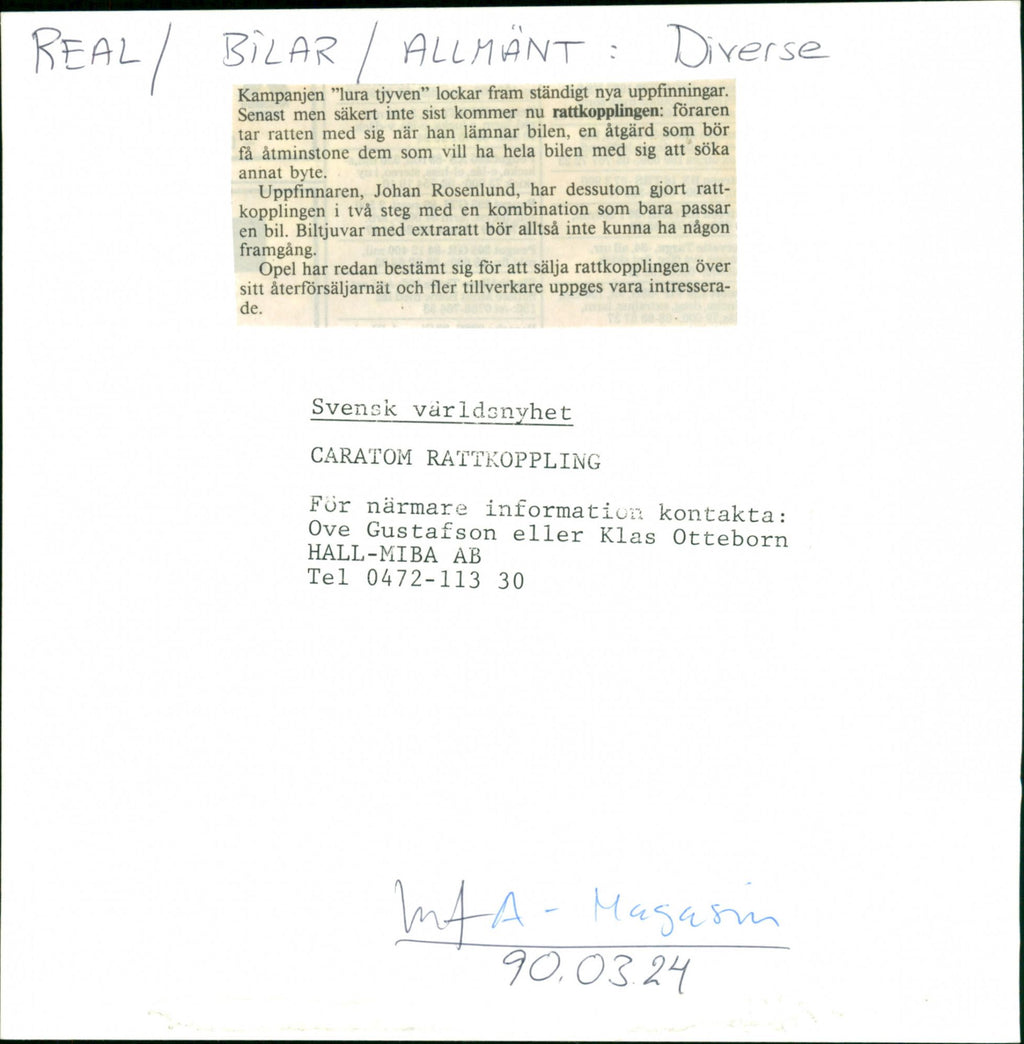 REAL / BILAR / ALLMÄNT : Diverse
Kampanjen ”lura tjyven” lockar fram ständigt nya uppfinningar.
Senast men säkert inte sist kommer nu rattkopplingen: föraren
tar ratten med sig när han lämnar bilen, en åtgärd som bör
få åtminstone dem som vill ha hela bilen med sig att söka
annat byte.
Uppfinnaren, Johan Rosenlund, har dessutom gjort ratt-
kopplingen i två steg med en kombination som bara passar
en bil. Biltjuvar med extraratt bör alltså inte kunna ha någon
framgång.
Opel har redan bestämt sig för att sälja rattkopplingen över
sitt återförsäljarnät och fler tillverkare uppges vara intressera-
de.
Svensk världsnyhet
CARATOM RATTKOPPLING
För närmare information kontakta:
Ove Gustafson eller Klas Otteborn
HALL-MIBA AB
Tel 0472-113 30
A - Magasin
90.03.24